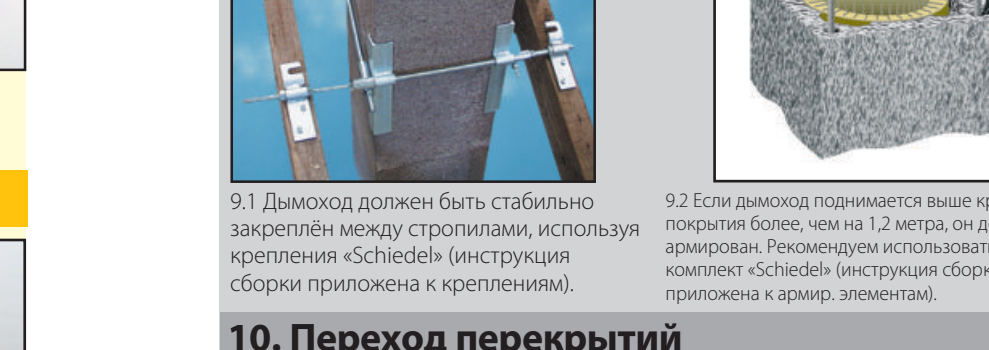 9.1 Дымоход должен быть стабильно
закреплён между стропилами, используя
крепления «Schiedel» (инструкция
сборки приложена к креплениям).
9.2 Если дымоход поднимается выше
покрытия более, чем на 1,2 метра, он
армирован. Рекомендуем
комплект «Schiedel» (инструкция
приложена к армир. элементам).
10. Переход перекрытий